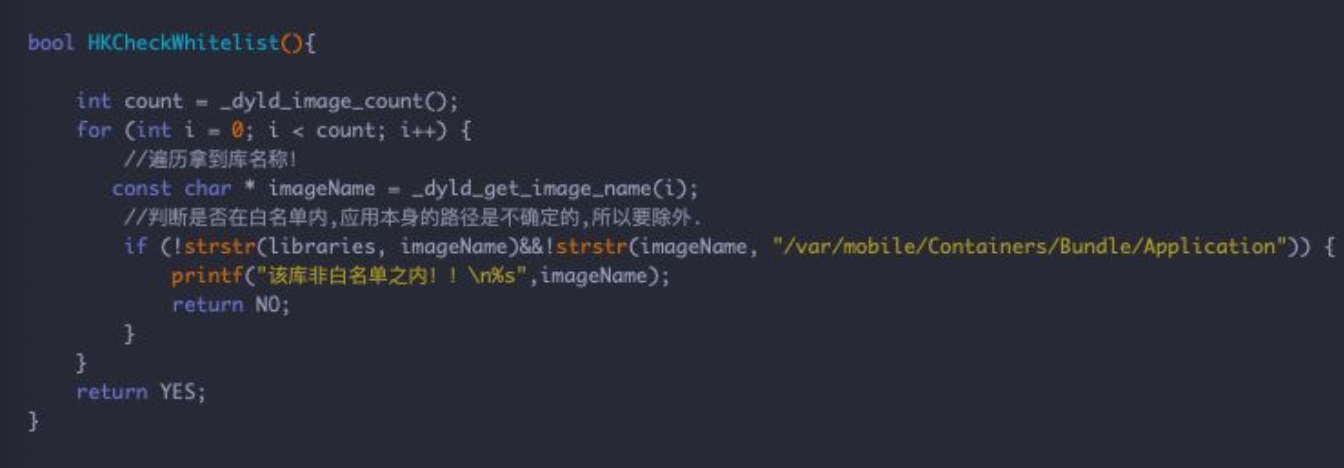 bool HKCheckWhitelist(){
    int count = _dyld_image_count();
    for (int i = 0; i < count; i++) {
        //遍历拿到库名称!
       const char * imageName = _dyld_get_image_name(i);
        //判断是否在白名单内,应用本身的路径是不确定的,所以要除外.
        if (!strstr(libraries, imageName)&&!strstr(imageName, "/var/mobile/Containers/Bundle/Application")) {
            printf("该库非白名单之内！！\n%s",imageName);
            return NO;
        }
    }
    return YES;
}